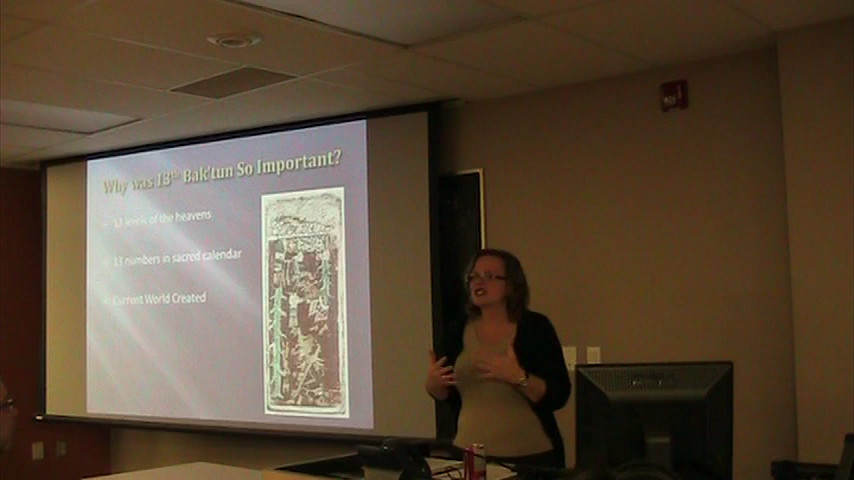 Why was 13th Bak'tun So Important?
13 levels of the heavens
13 numbers in sacred calendar
Current World Created